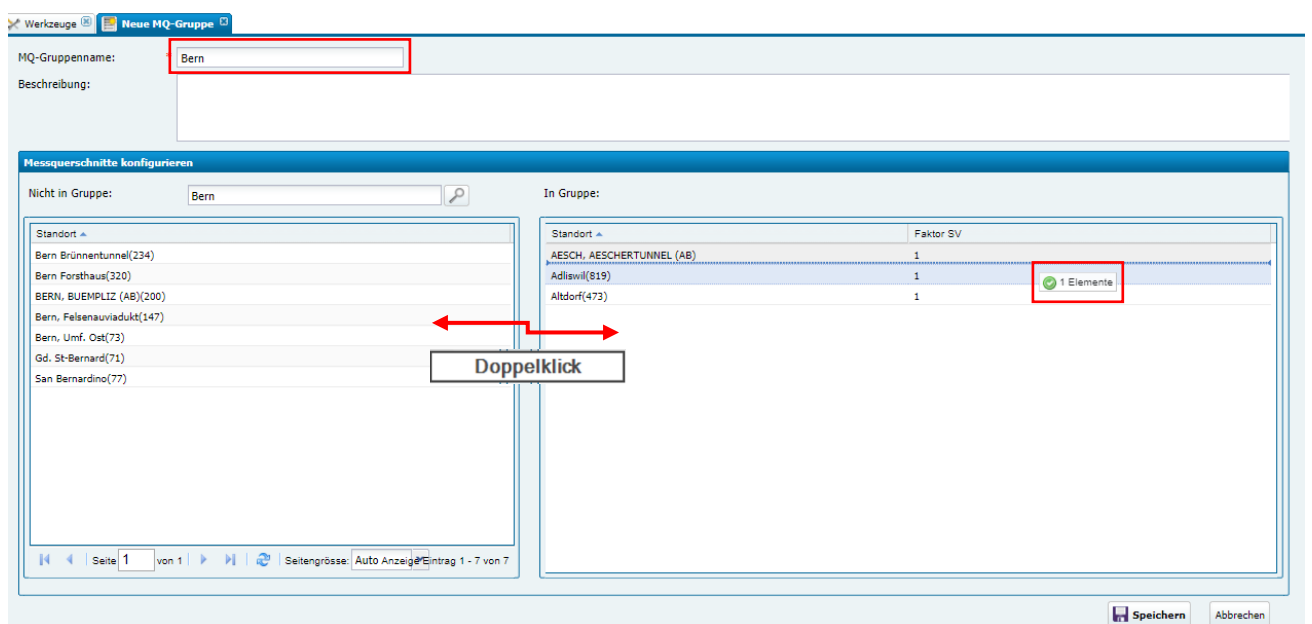 Werkzeuge Neue MQ-Gruppe
MQ-Gruppenname: * Bern
Beschreibung:
Messquerschnitte konfigurieren
Nicht in Gruppe: Bern
Standort
Bern Brünnentunnel(234)
Bern Forsthaus(320)
BERN, BUEMPLIZ (AB)(200)
Bern, Felsenauviadukt(147)
Bern, Umf. Ost(73)
Gd. St-Bernard(71)
San Bernardino(77)
Seite 1 von 1 Seitengrösse: Auto Anzeige Eintrag 1 - 7 von 7
In Gruppe:
Standort Faktor SV
AESCH, AESCHERTUNNEL (AB) 1
Adliswil(819) 1
Altdorf(473) 1
1 Elemente
Doppelklick
Speichern Abbrechen